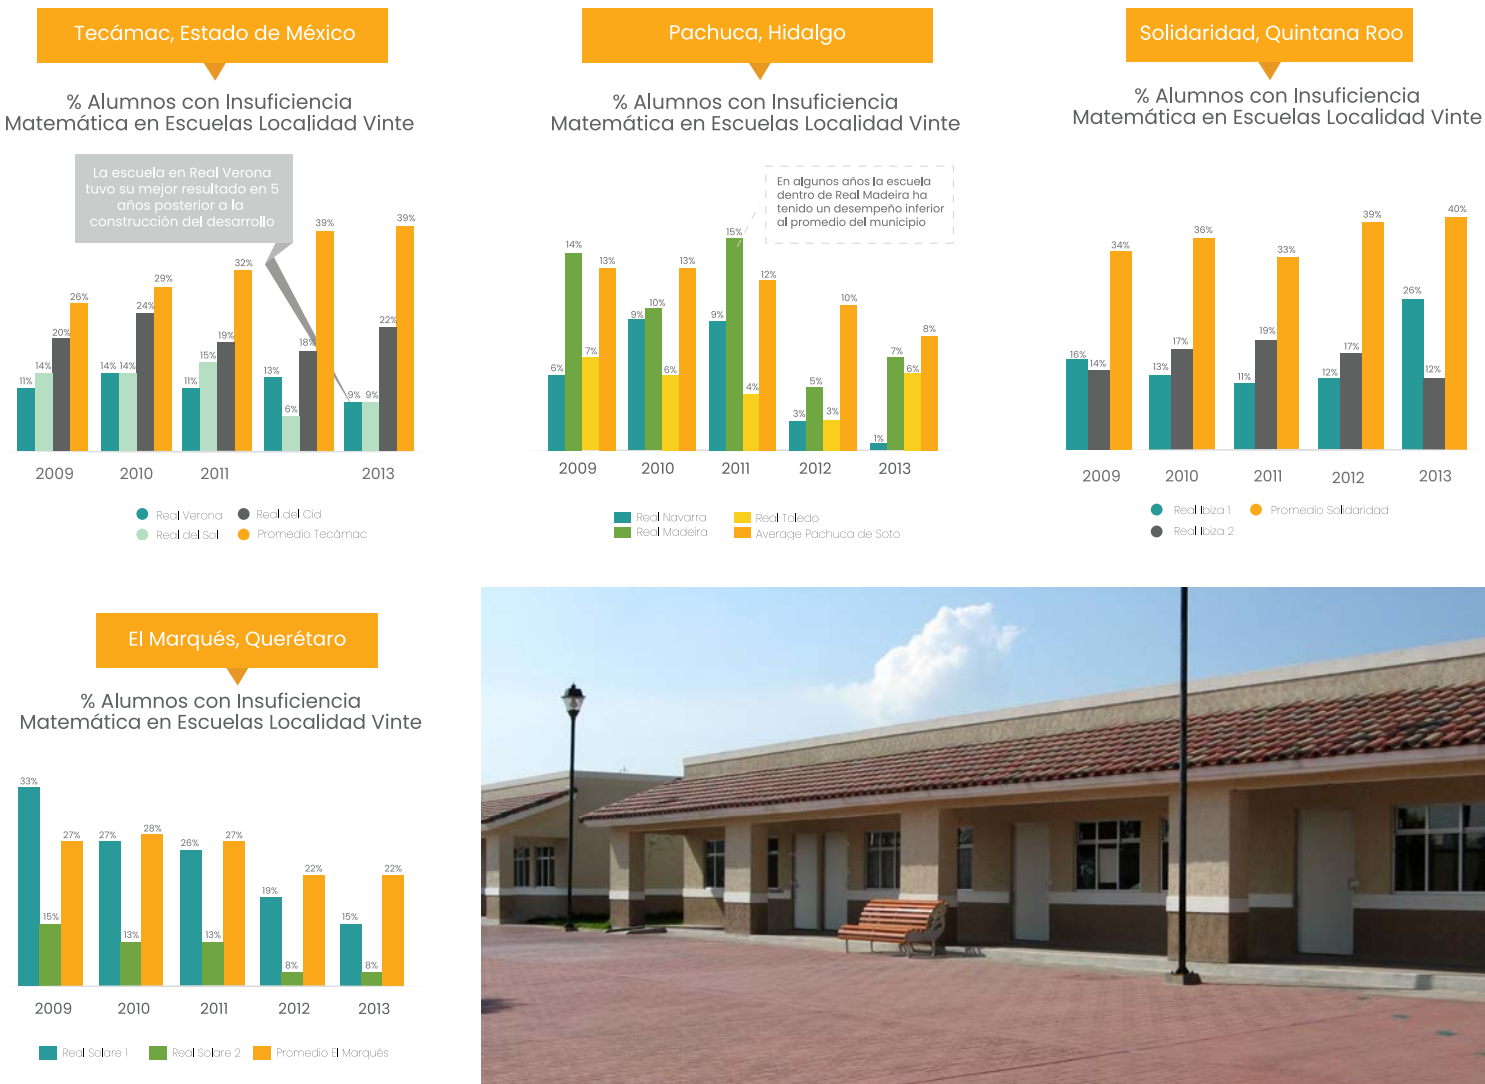 Tecámac, Estado de México
% Alumnos con Insuficiencia
Matemática en Escuelas Localidad Vinte
La escuela en Real Verona
tuvo su mejor resultado en 5
años posterior a la
construcción del desarrollo
11% 14% 20% 26%
14% 14% 24% 29%
11% 15% 19% 32%
13% 6% 18% 39%
9% 9% 22% 39%
2009 2010 2011 2013
Real Verona Real del Cid
Real del Sol Promedio Tecámac
Pachuca, Hidalgo
% Alumnos con Insuficiencia
Matemática en Escuelas Localidad Vinte
En algunos años la escuela
dentro de Real Madeira ha
tenido un desempeño inferior
al promedio del municipio
6% 14% 7% 13%
9% 10% 6% 13%
9% 15% 4% 12%
3% 5% 3% 10%
1% 7% 6% 8%
2009 2010 2011 2012 2013
Real Navarra Real Toledo
Real Madeira Average Pachuca de Soto
Solidaridad, Quintana Roo
% Alumnos con Insuficiencia
Matemática en Escuelas Localidad Vinte
16% 14% 34%
13% 17% 36%
11% 19% 33%
12% 17% 39%
26% 12% 40%
2009 2010 2011 2012 2013
Real Ibiza 1 Promedio Solidaridad
Real Ibiza 2
El Marqués, Querétaro
% Alumnos con Insuficiencia
Matemática en Escuelas Localidad Vinte
33% 15% 27%
27% 13% 28%
26% 13% 27%
19% 8% 22%
15% 8% 22%
2009 2010 2011 2012 2013
Real Solare 1 Real Solare 2 Promedio El Marqués